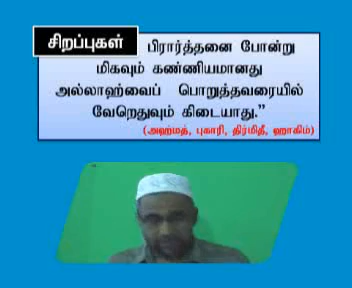 சிறப்புகள்
பிரார்த்தனை போன்று
மிகவும் கண்ணியமானது
அல்லாஹ்வைப் பொறுத்தவரையில்
வேறெதுவும் கிடையாது.”
(அஹ்மத், புகாரி, திர்மிதீ, ஹாகிம்)